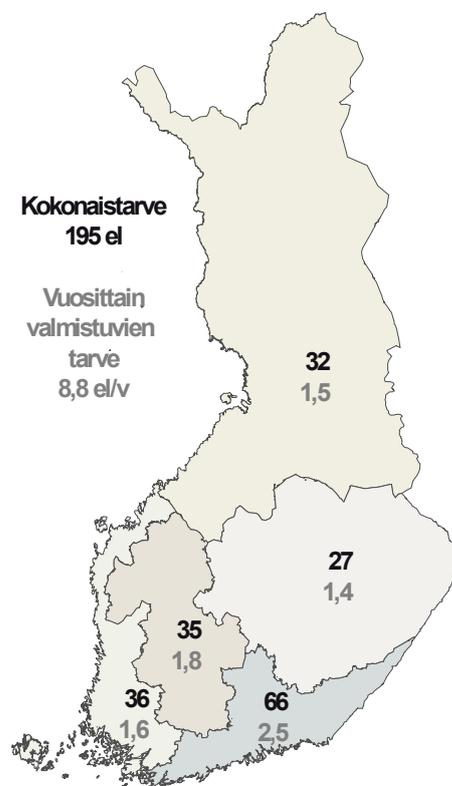 Kokonaistarve
195 el
Vuosittain
valmistuvien
tarve
8,8 el/v
32
1,5
27
1,4
35
1,8
36
1,6
66
2,5